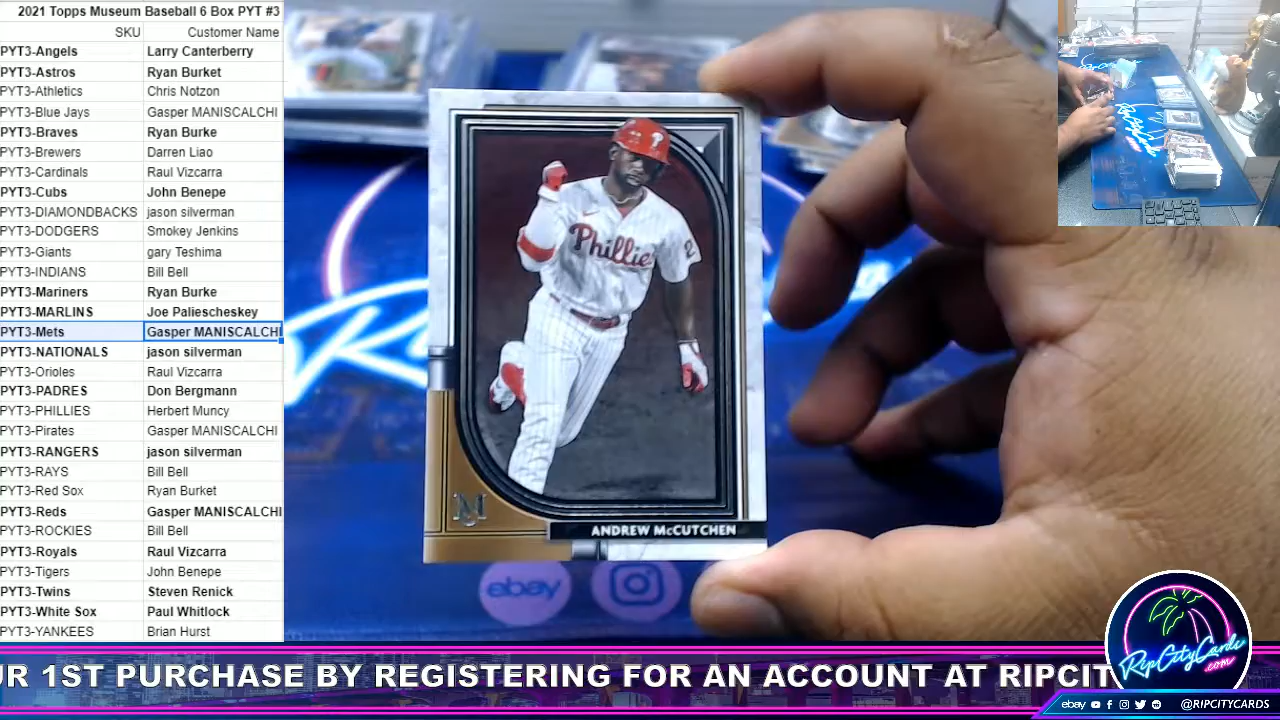 2021 Topps Museum Baseball 6 Box PYT #3
SKU Customer Name
PYT3-Angels Larry Canterberry
PYT3-Astros Ryan Burket
PYT3-Athletics Chris Notzon
PYT3-Blue Jays Gasper MANISCALCHI
PYT3-Braves Ryan Burke
PYT3-Brewers Darren Liao
PYT3-Cardinals Raul Vizcarra
PYT3-Cubs John Benepe
PYT3-DIAMONDBACKS jason silverman
PYT3-DODGERS Smokey Jenkins
PYT3-Giants gary Teshima
PYT3-INDIANS Bill Bell
PYT3-Mariners Ryan Burke
PYT3-MARLINS Joe Paliescheskey
PYT3-Mets Gasper MANISCALCHI
PYT3-NATIONALS jason silverman
PYT3-Orioles Raul Vizcarra
PYT3-PADRES Don Bergmann
PYT3-PHILLIES Herbert Muncy
PYT3-Pirates Gasper MANISCALCHI
PYT3-RANGERS jason silverman
PYT3-RAYS Bill Bell
PYT3-Red Sox Ryan Burket
PYT3-Reds Gasper MANISCALCHI
PYT3-ROCKIES Bill Bell
PYT3-Royals Raul Vizcarra
PYT3-Tigers John Benepe
PYT3-Twins Steven Renick
PYT3-White Sox Paul Whitlock
PYT3-YANKEES Brian Hurst
P
Phillies
2
M
ANDREW McCUTCHEN
ebay
UR 1ST PURCHASE BY REGISTERING FOR AN ACCOUNT AT RIPCIT
RipCityCards
.com
ebay @RIPCITYCARDS